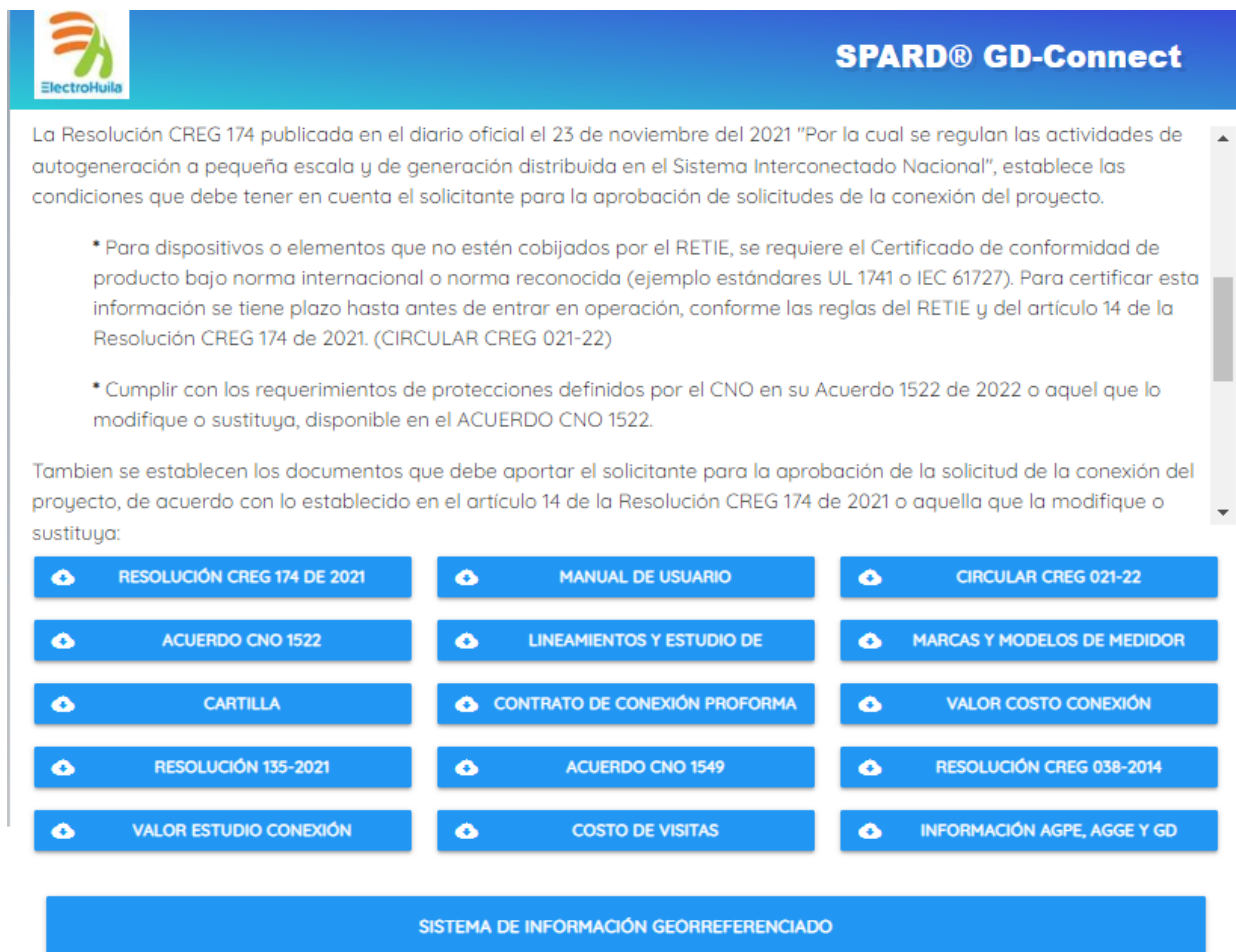 ElectroHuila
SPARD® GD-Connect
La Resolución CREG 174 publicada en el diario oficial el 23 de noviembre del 2021 "Por la cual se regulan las actividades de
autogeneración a pequeña escala y de generación distribuida en el Sistema Interconectado Nacional", establece las
condiciones que debe tener en cuenta el solicitante para la aprobación de solicitudes de la conexión del proyecto.
* Para dispositivos o elementos que no estén cobijados por el RETIE, se requiere el Certificado de conformidad de
producto bajo norma internacional o norma reconocida (ejemplo estándares UL 1741 o IEC 61727). Para certificar esta
información se tiene plazo hasta antes de entrar en operación, conforme las reglas del RETIE y del artículo 14 de la
Resolución CREG 174 de 2021. (CIRCULAR CREG 021-22)
* Cumplir con los requerimientos de protecciones definidos por el CNO en su Acuerdo 1522 de 2022 o aquel que lo
modifique o sustituya, disponible en el ACUERDO CNO 1522.
Tambien se establecen los documentos que debe aportar el solicitante para la aprobación de la solicitud de la conexión del
proyecto, de acuerdo con lo establecido en el artículo 14 de la Resolución CREG 174 de 2021 o aquella que la modifique o
sustituya:
RESOLUCIÓN CREG 174 DE 2021
MANUAL DE USUARIO
CIRCULAR CREG 021-22
ACUERDO CNO 1522
LINEAMIENTOS Y ESTUDIO DE
MARCAS Y MODELOS DE MEDIDOR
CARTILLA
CONTRATO DE CONEXIÓN PROFORMA
VALOR COSTO CONEXIÓN
RESOLUCIÓN 135-2021
ACUERDO CNO 1549
RESOLUCIÓN CREG 038-2014
VALOR ESTUDIO CONEXIÓN
COSTO DE VISITAS
INFORMACIÓN AGPE, AGGE Y GD
SISTEMA DE INFORMACIÓN GEORREFERENCIADO